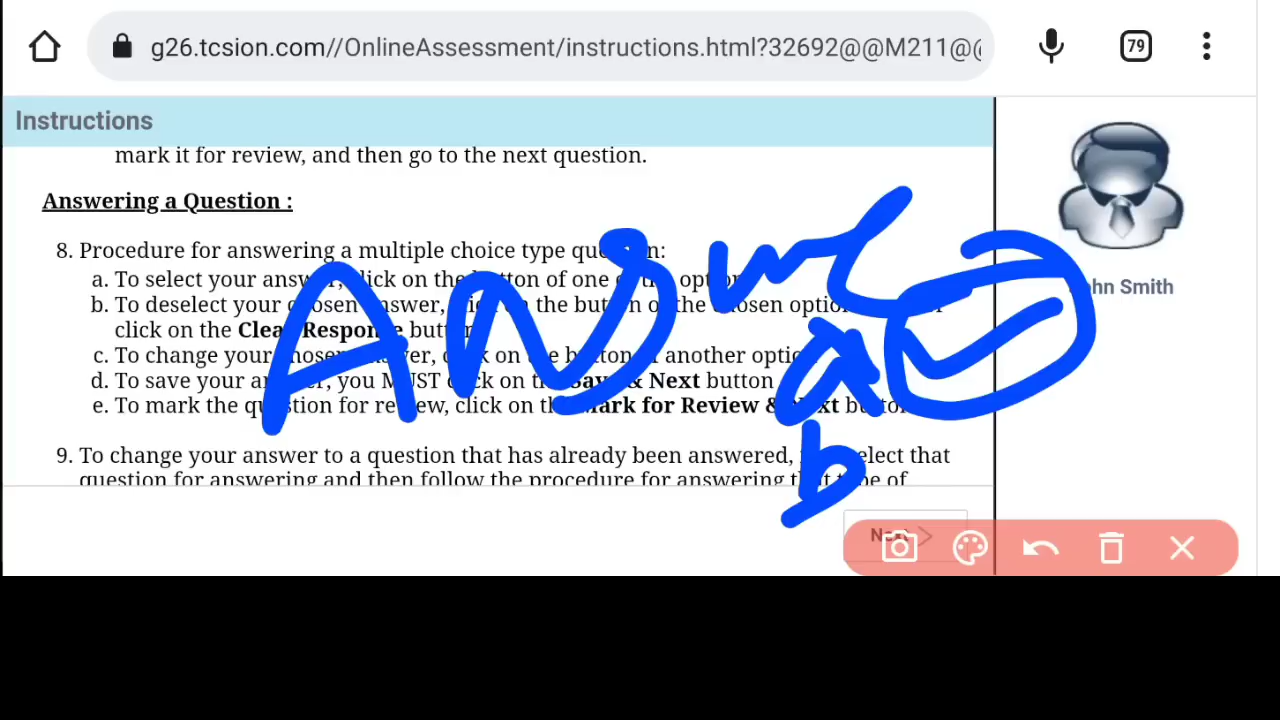 79
g26.tcsion.com//OnlineAssessment/instructions.html?32692@@M211@@
Instructions
mark it for review, and then go to the next question.
Answering a Question :
8. Procedure for answering a multiple choice type question:
a. To select your answer, click on the button of one of the options
b. To deselect your chosen answer, click on the button of the chosen option
click on the Clear Response button
c. To change your chosen answer, click on the button of another option
d. To save your answer, you MUST click on the Save & Next button
e. To mark the question for review, click on the Mark for Review & Next button
9. To change your answer to a question that has already been answered, select that
question for answering and then follow the procedure for answering that type of
Next
John Smith
a
b